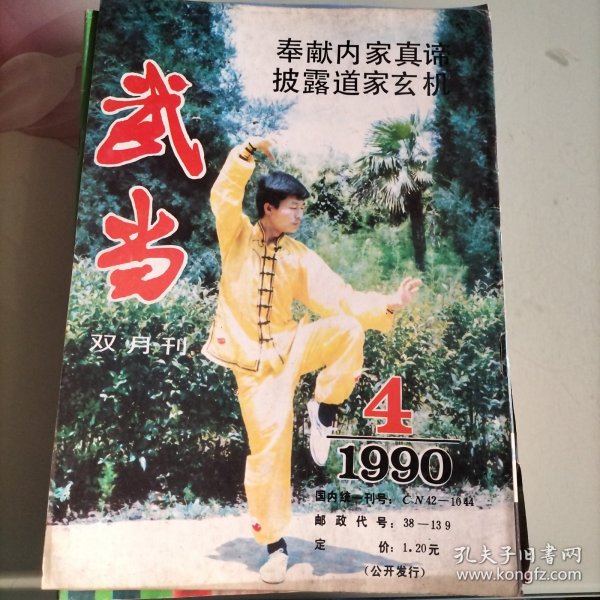 奉献内家真谛
披露道家玄机
武当
双月刊
4
1990
国内统一刊号：CN42—1044
邮政代号：38—139
定价：1.20元
（公开发行）
孔夫子旧书网
www.kongfz.com